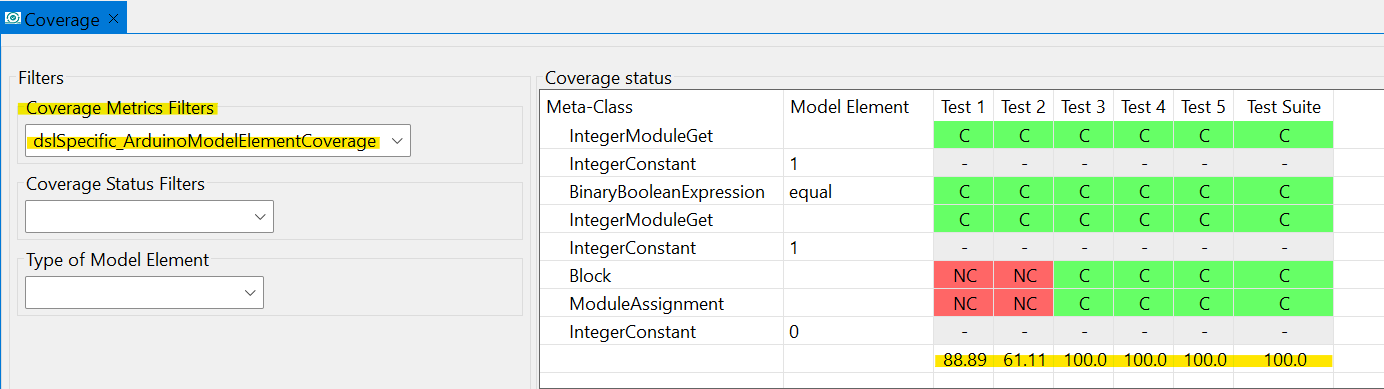 Coverage ×
Filters
Coverage Metrics Filters
dslSpecific_ArduinoModelElementCoverage
Coverage Status Filters
Type of Model Element
Coverage status
Meta-Class Model Element Test 1 Test 2 Test 3 Test 4 Test 5 Test Suite
IntegerModuleGet C C C C C C
IntegerConstant 1 - - - - - -
BinaryBooleanExpression equal C C C C C C
IntegerModuleGet C C C C C C
IntegerConstant 1 - - - - - -
Block NC NC C C C C
ModuleAssignment NC NC C C C C
IntegerConstant 0 - - - - - -
88.89 61.11 100.0 100.0 100.0 100.0